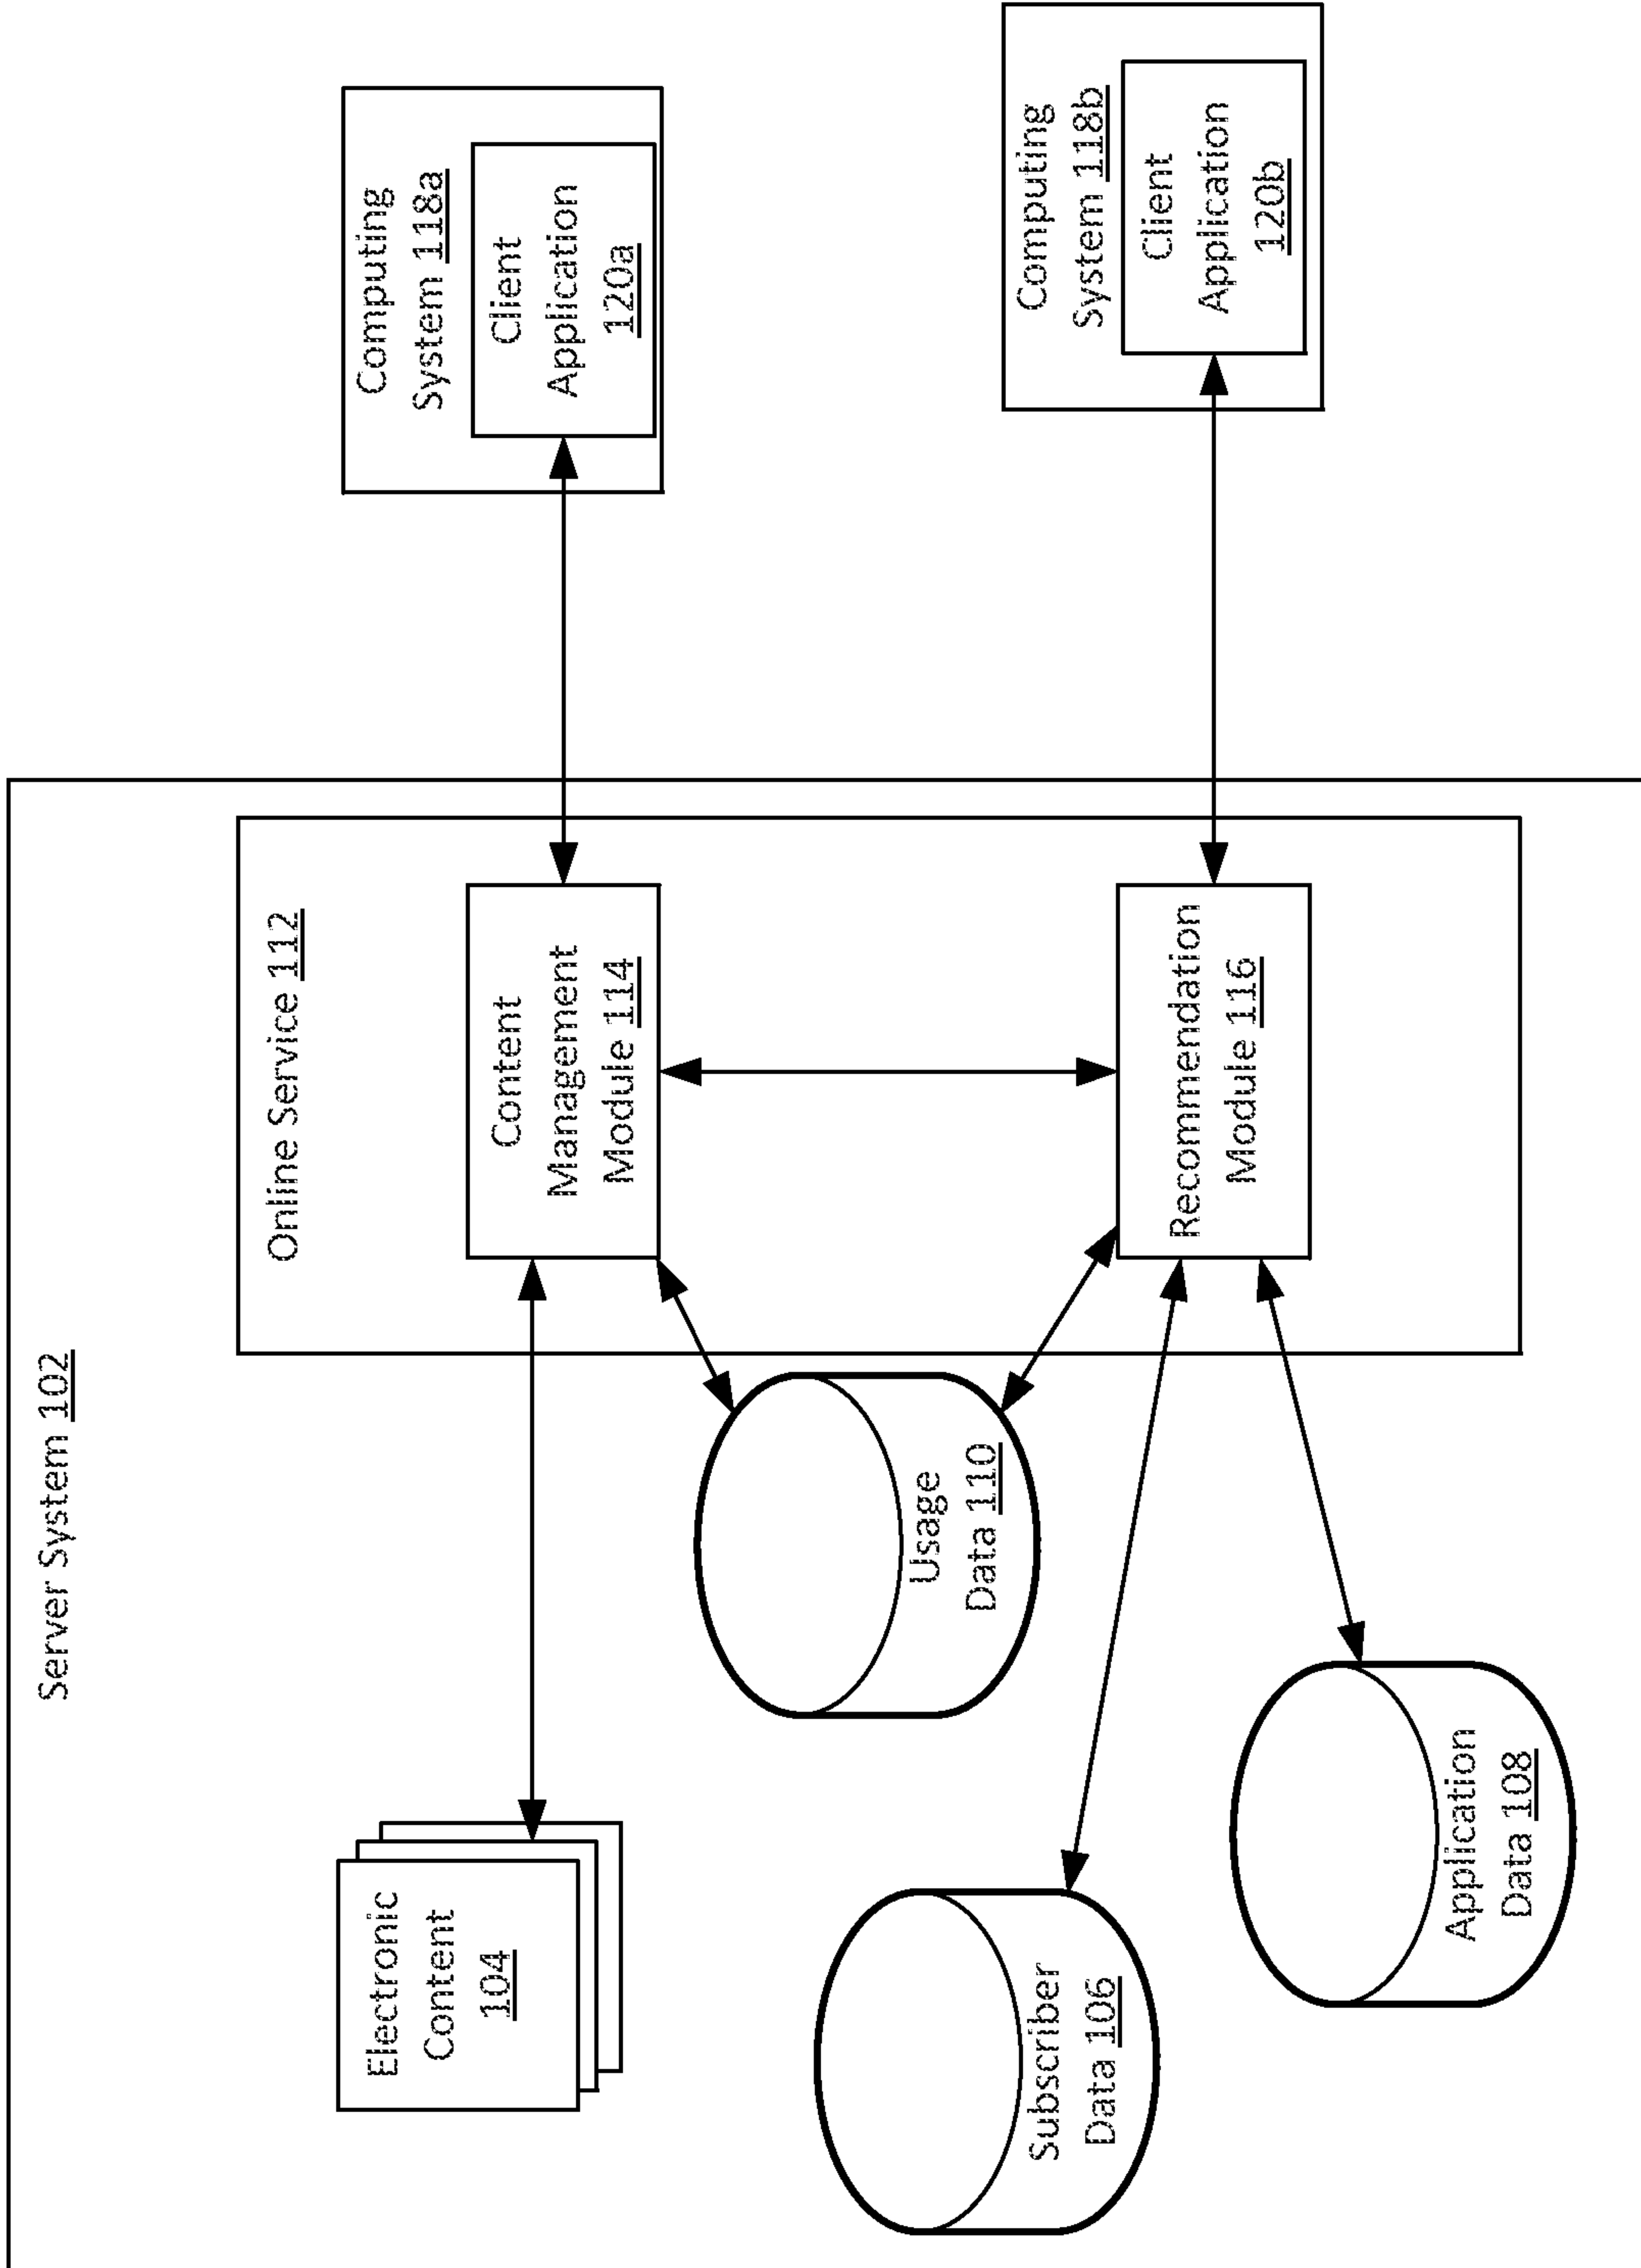 Server System 102
Electronic
Content
104
Subscriber
Data 106
Application
Data 108
Usage
Data 110
Online Service 112
Content
Management
Module 114
Recommendation
Module 116
Computing
System 118a
Client
Application
120a
Computing
System 118b
Client
Application
120b